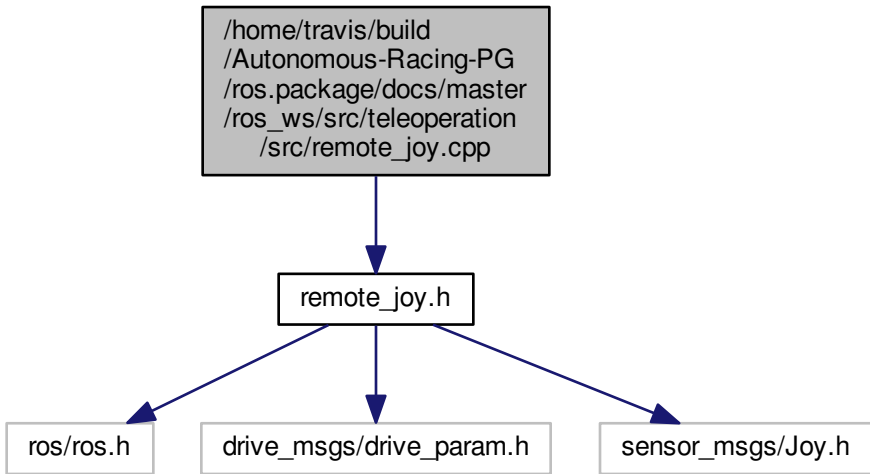 /home/travis/build
/Autonomous-Racing-PG
/ros.package/docs/master
/ros_ws/src/teleoperation
/src/remote_joy.cpp
remote_joy.h
ros/ros.h
drive_msgs/drive_param.h
sensor_msgs/Joy.h